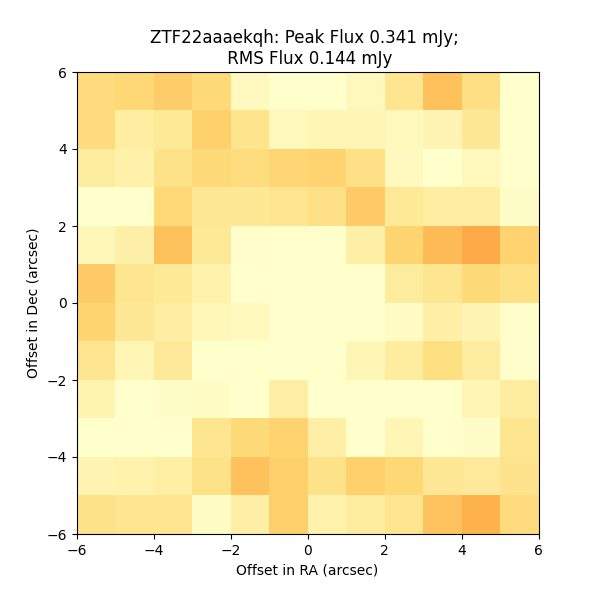 ZTF22aaaekqh: Peak Flux 0.341 mJy;
RMS Flux 0.144 mJy
6
4
2
0
−2
−4
−6
Offset in Dec (arcsec)
−6 −4 −2 0 2 4 6
Offset in RA (arcsec)